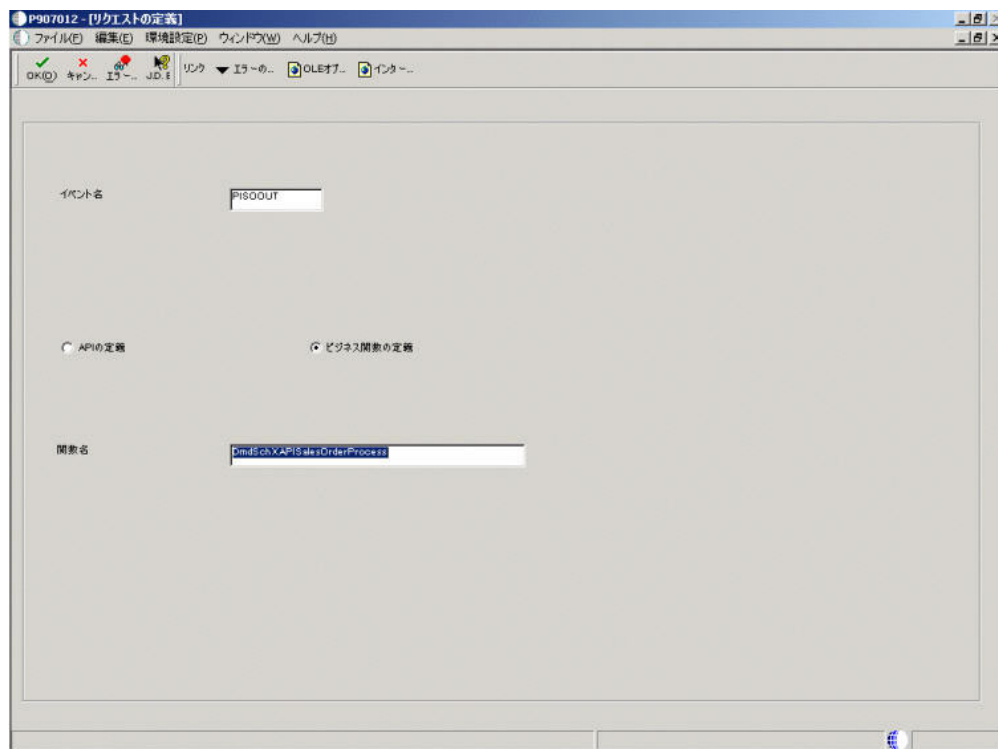 P907012 - [リクエストの定義]
ファイル(F) 編集(E) 環境設定(P) ウィンドウ(W) ヘルプ(H)
OK(O) キャン... エラー... J.D. E リンク エラーの... OLEオブ... インター...
イベント名 PISOOUT
APIの定義 ビジネス関数の定義
関数名 DmdSchXAPISalesOrderProcess